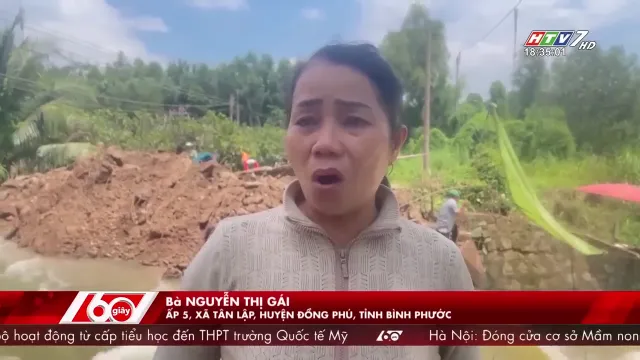 HTV7 HD
18:35:01
Bà NGUYỄN THỊ GÁI
ẤP 5, XÃ TÂN LẬP, HUYỆN ĐỒNG PHÚ, TỈNH BÌNH PHƯỚC
60 giây
bộ hoạt động từ cấp tiểu học đến THPT trường Quốc tế Mỹ 60 giây Hà Nội: Đóng cửa cơ sở Mầm non